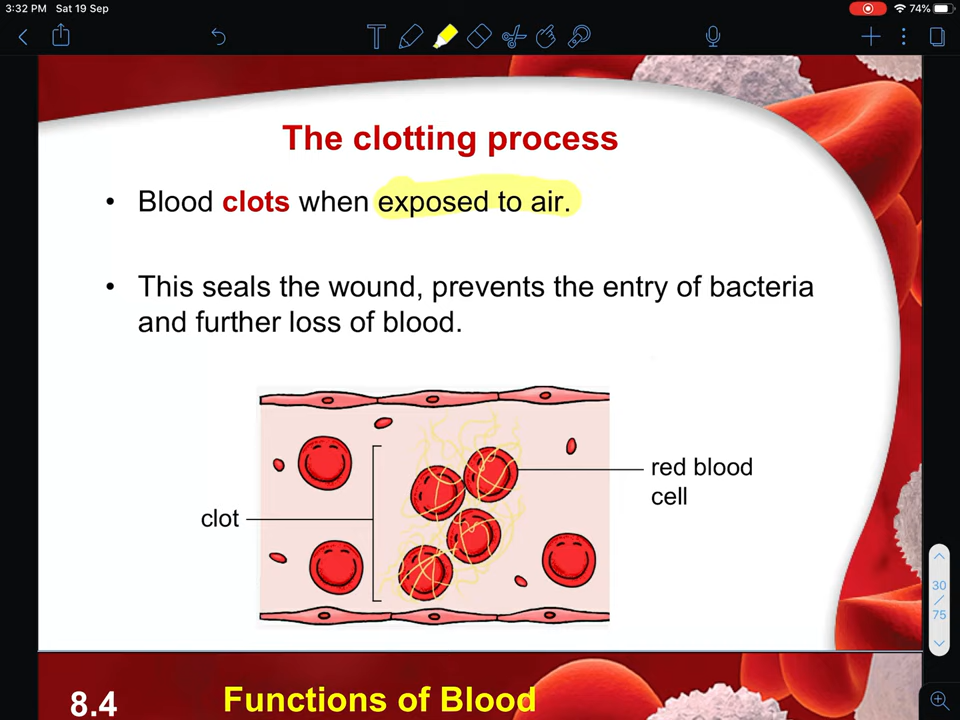 3:32 PM Sat 19 Sep
74%
The clotting process
• Blood clots when exposed to air.
• This seals the wound, prevents the entry of bacteria
and further loss of blood.
red blood
cell
clot
30
/
75
8.4 Functions of Blood